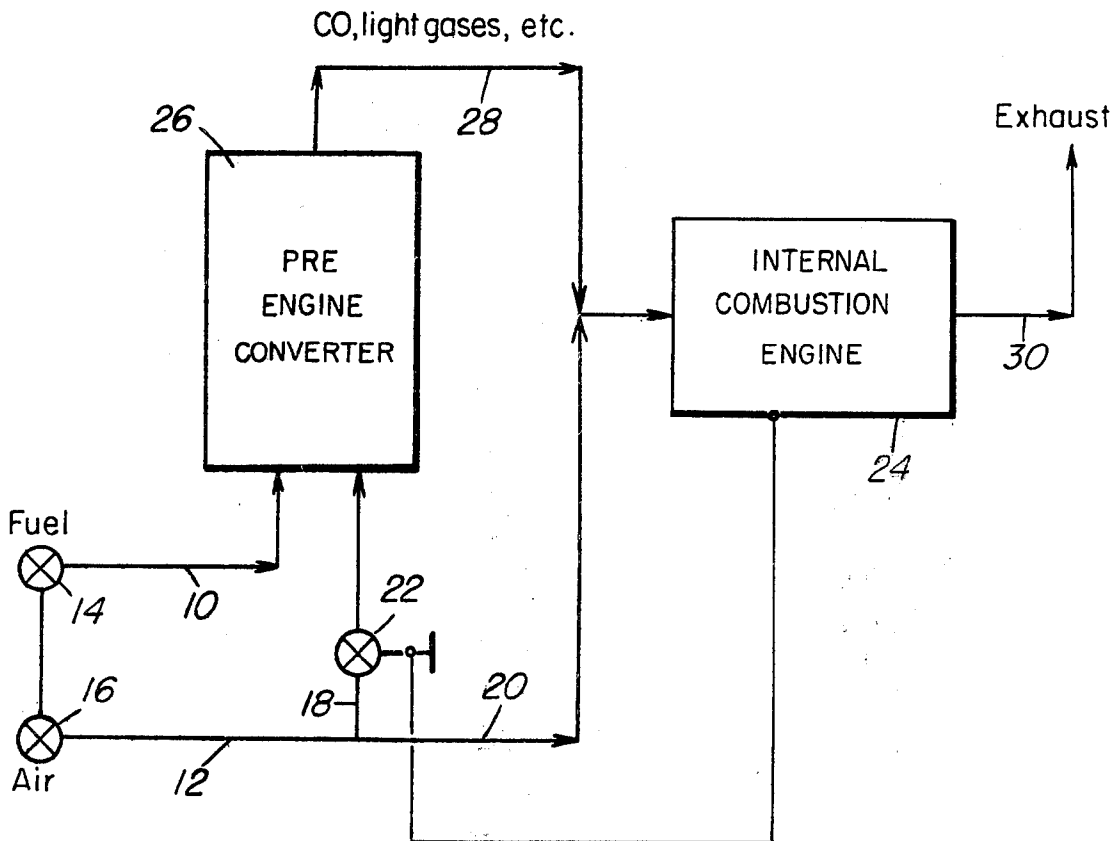 CO, light gases, etc.
28
26
Exhaust
PRE
ENGINE
CONVERTER
INTERNAL
COMBUSTION
ENGINE
30
24
Fuel
14
10
22
18
20
16
12
Air